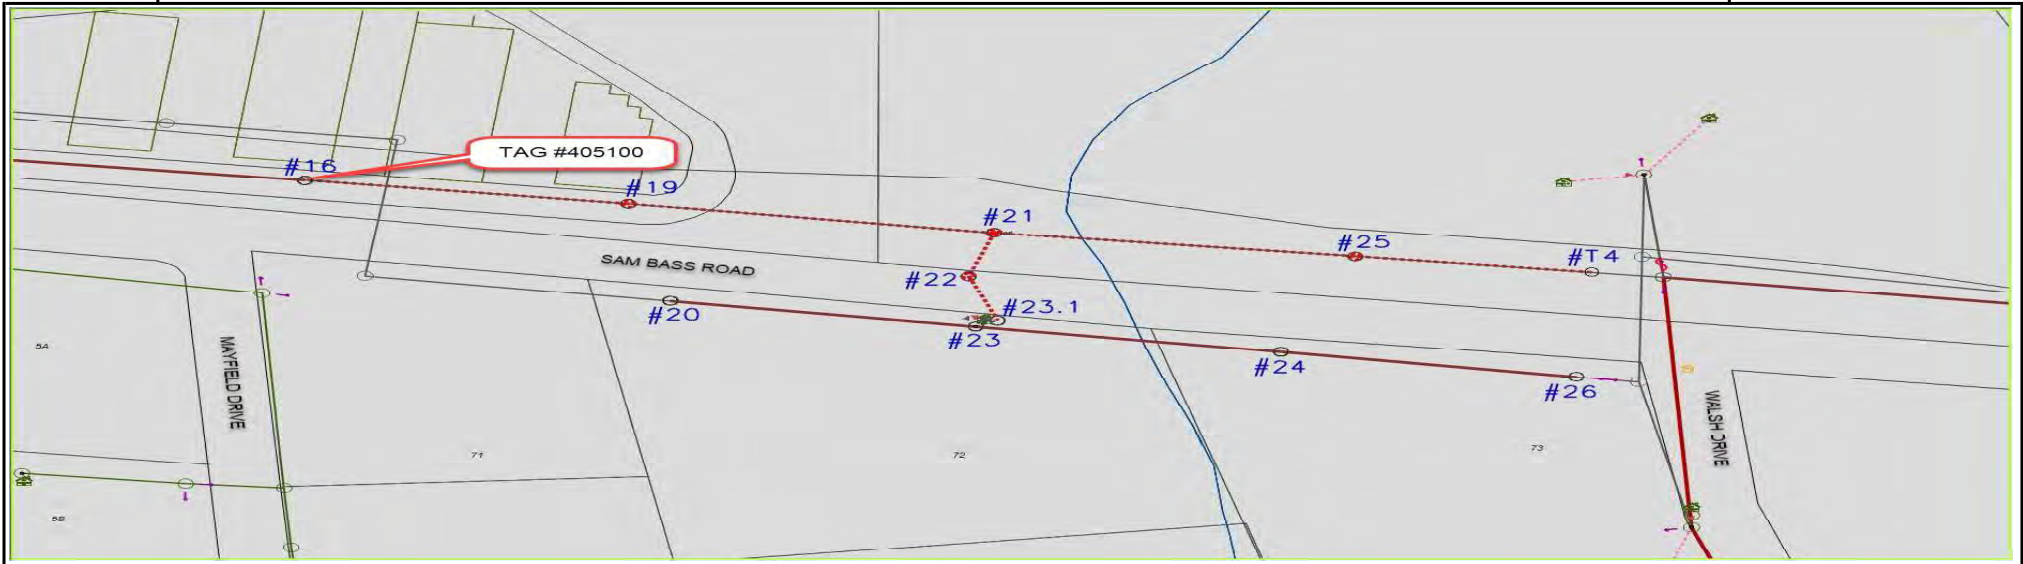 TAG #405100
#16
#19
#21
#25
#T4
SAM BASS ROAD
#22
#23.1
#20
#23
#24
#26
MAYFIELD DRIVE
WALSH DRIVE
5A
71
72
73
5B